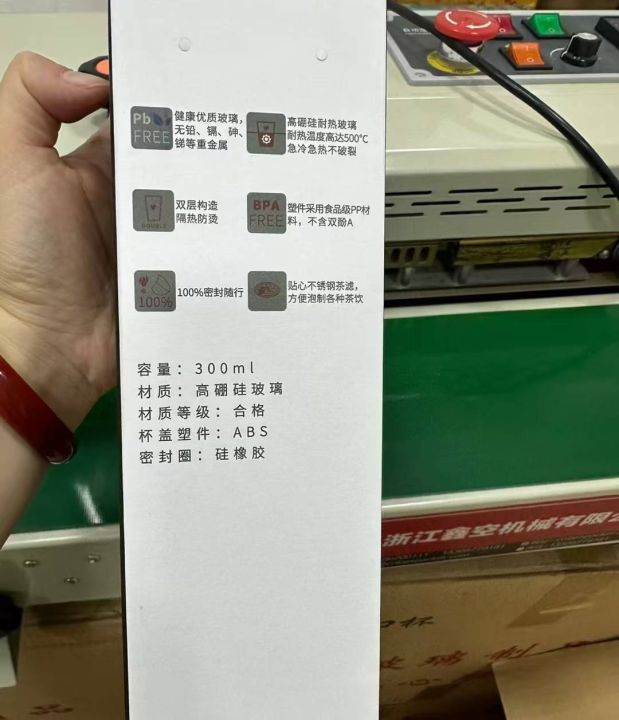 Pb
FREE
健康优质玻璃，
无铅、镉、砷、
锑等重金属
高硼硅耐热玻璃
耐热温度高达500°C
急冷急热不破裂
DOUBLE
双层构造
隔热防烫
BPA
FREE
塑件采用食品级PP材
料，不含双酚A
100%
100%密封随行
贴心不锈钢茶滤，
方便泡制各种茶饮
容量：300ml
材质：高硼硅玻璃
材质等级：合格
杯盖塑件：ABS
密封圈：硅橡胶
浙江鑫空机械有限